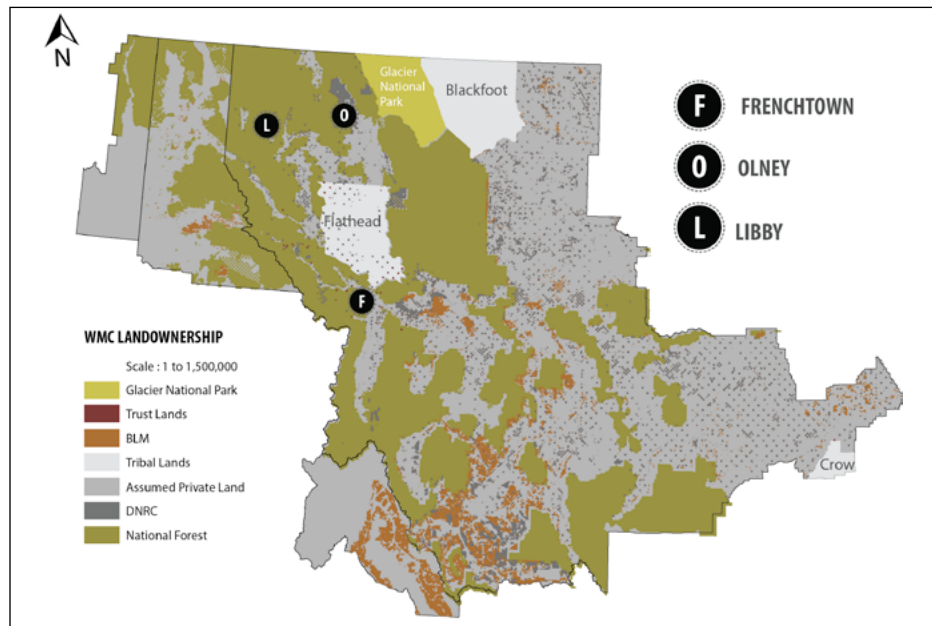 N
Glacier
National
Park
Blackfoot
L
O
Flathead
F
Crow
F FRENCHTOWN
O OLNEY
L LIBBY
WMC LANDOWNERSHIP
Scale : 1 to 1,500,000
Glacier National Park
Trust Lands
BLM
Tribal Lands
Assumed Private Land
DNRC
National Forest